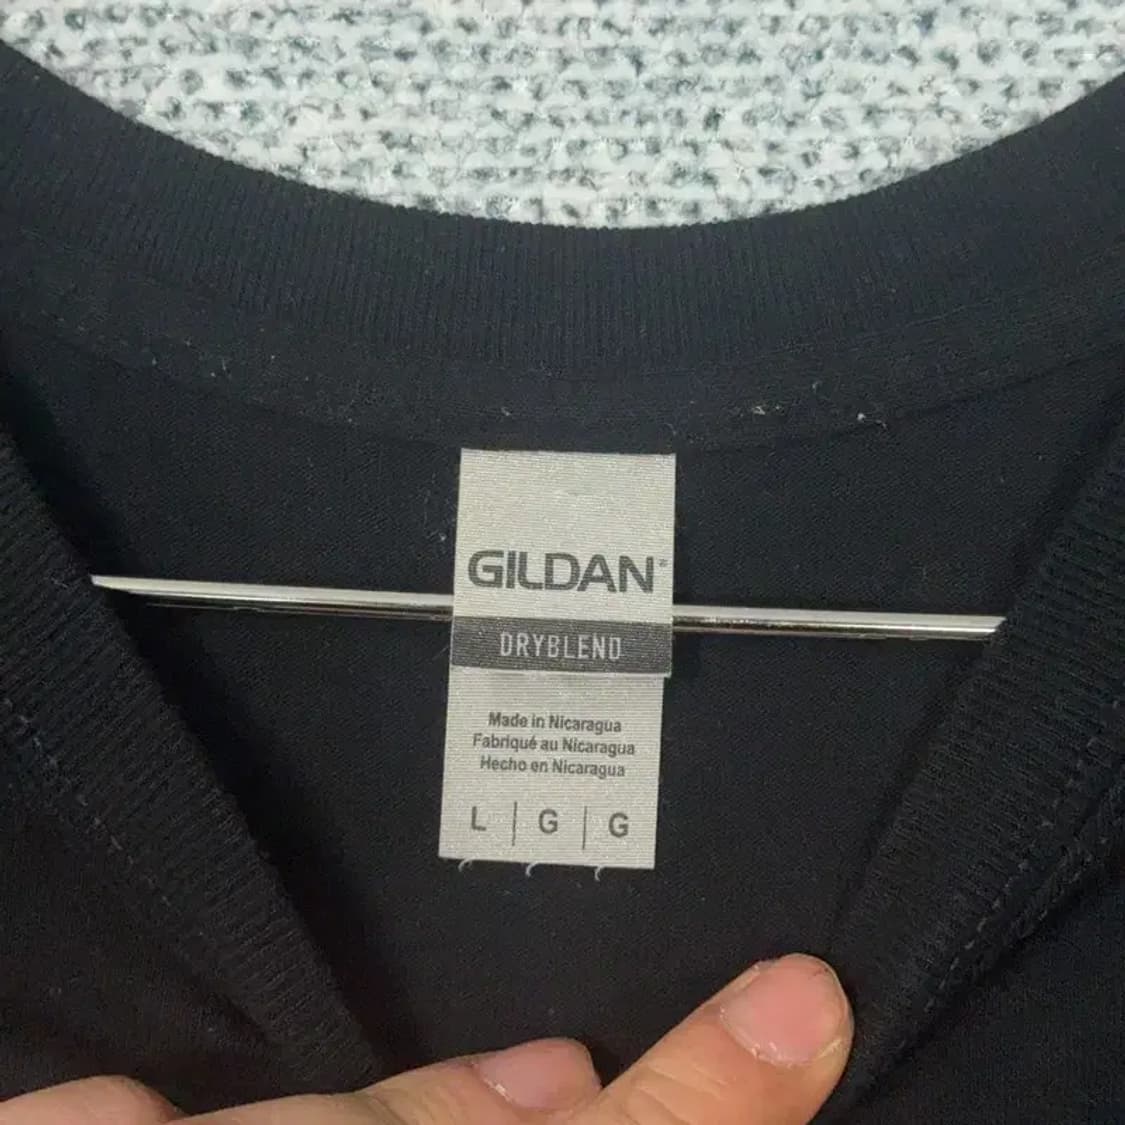 GILDAN®
DRYBLEND
Made in Nicaragua
Fabriqué au Nicaragua
Hecho en Nicaragua
L | G | G